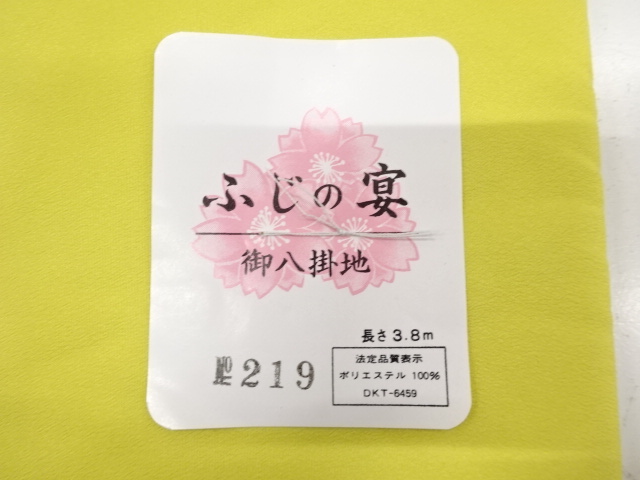 ふじの宴
御八掛地
長さ3.8m
№219
法定品質表示
ポリエステル 100%
DKT-6459